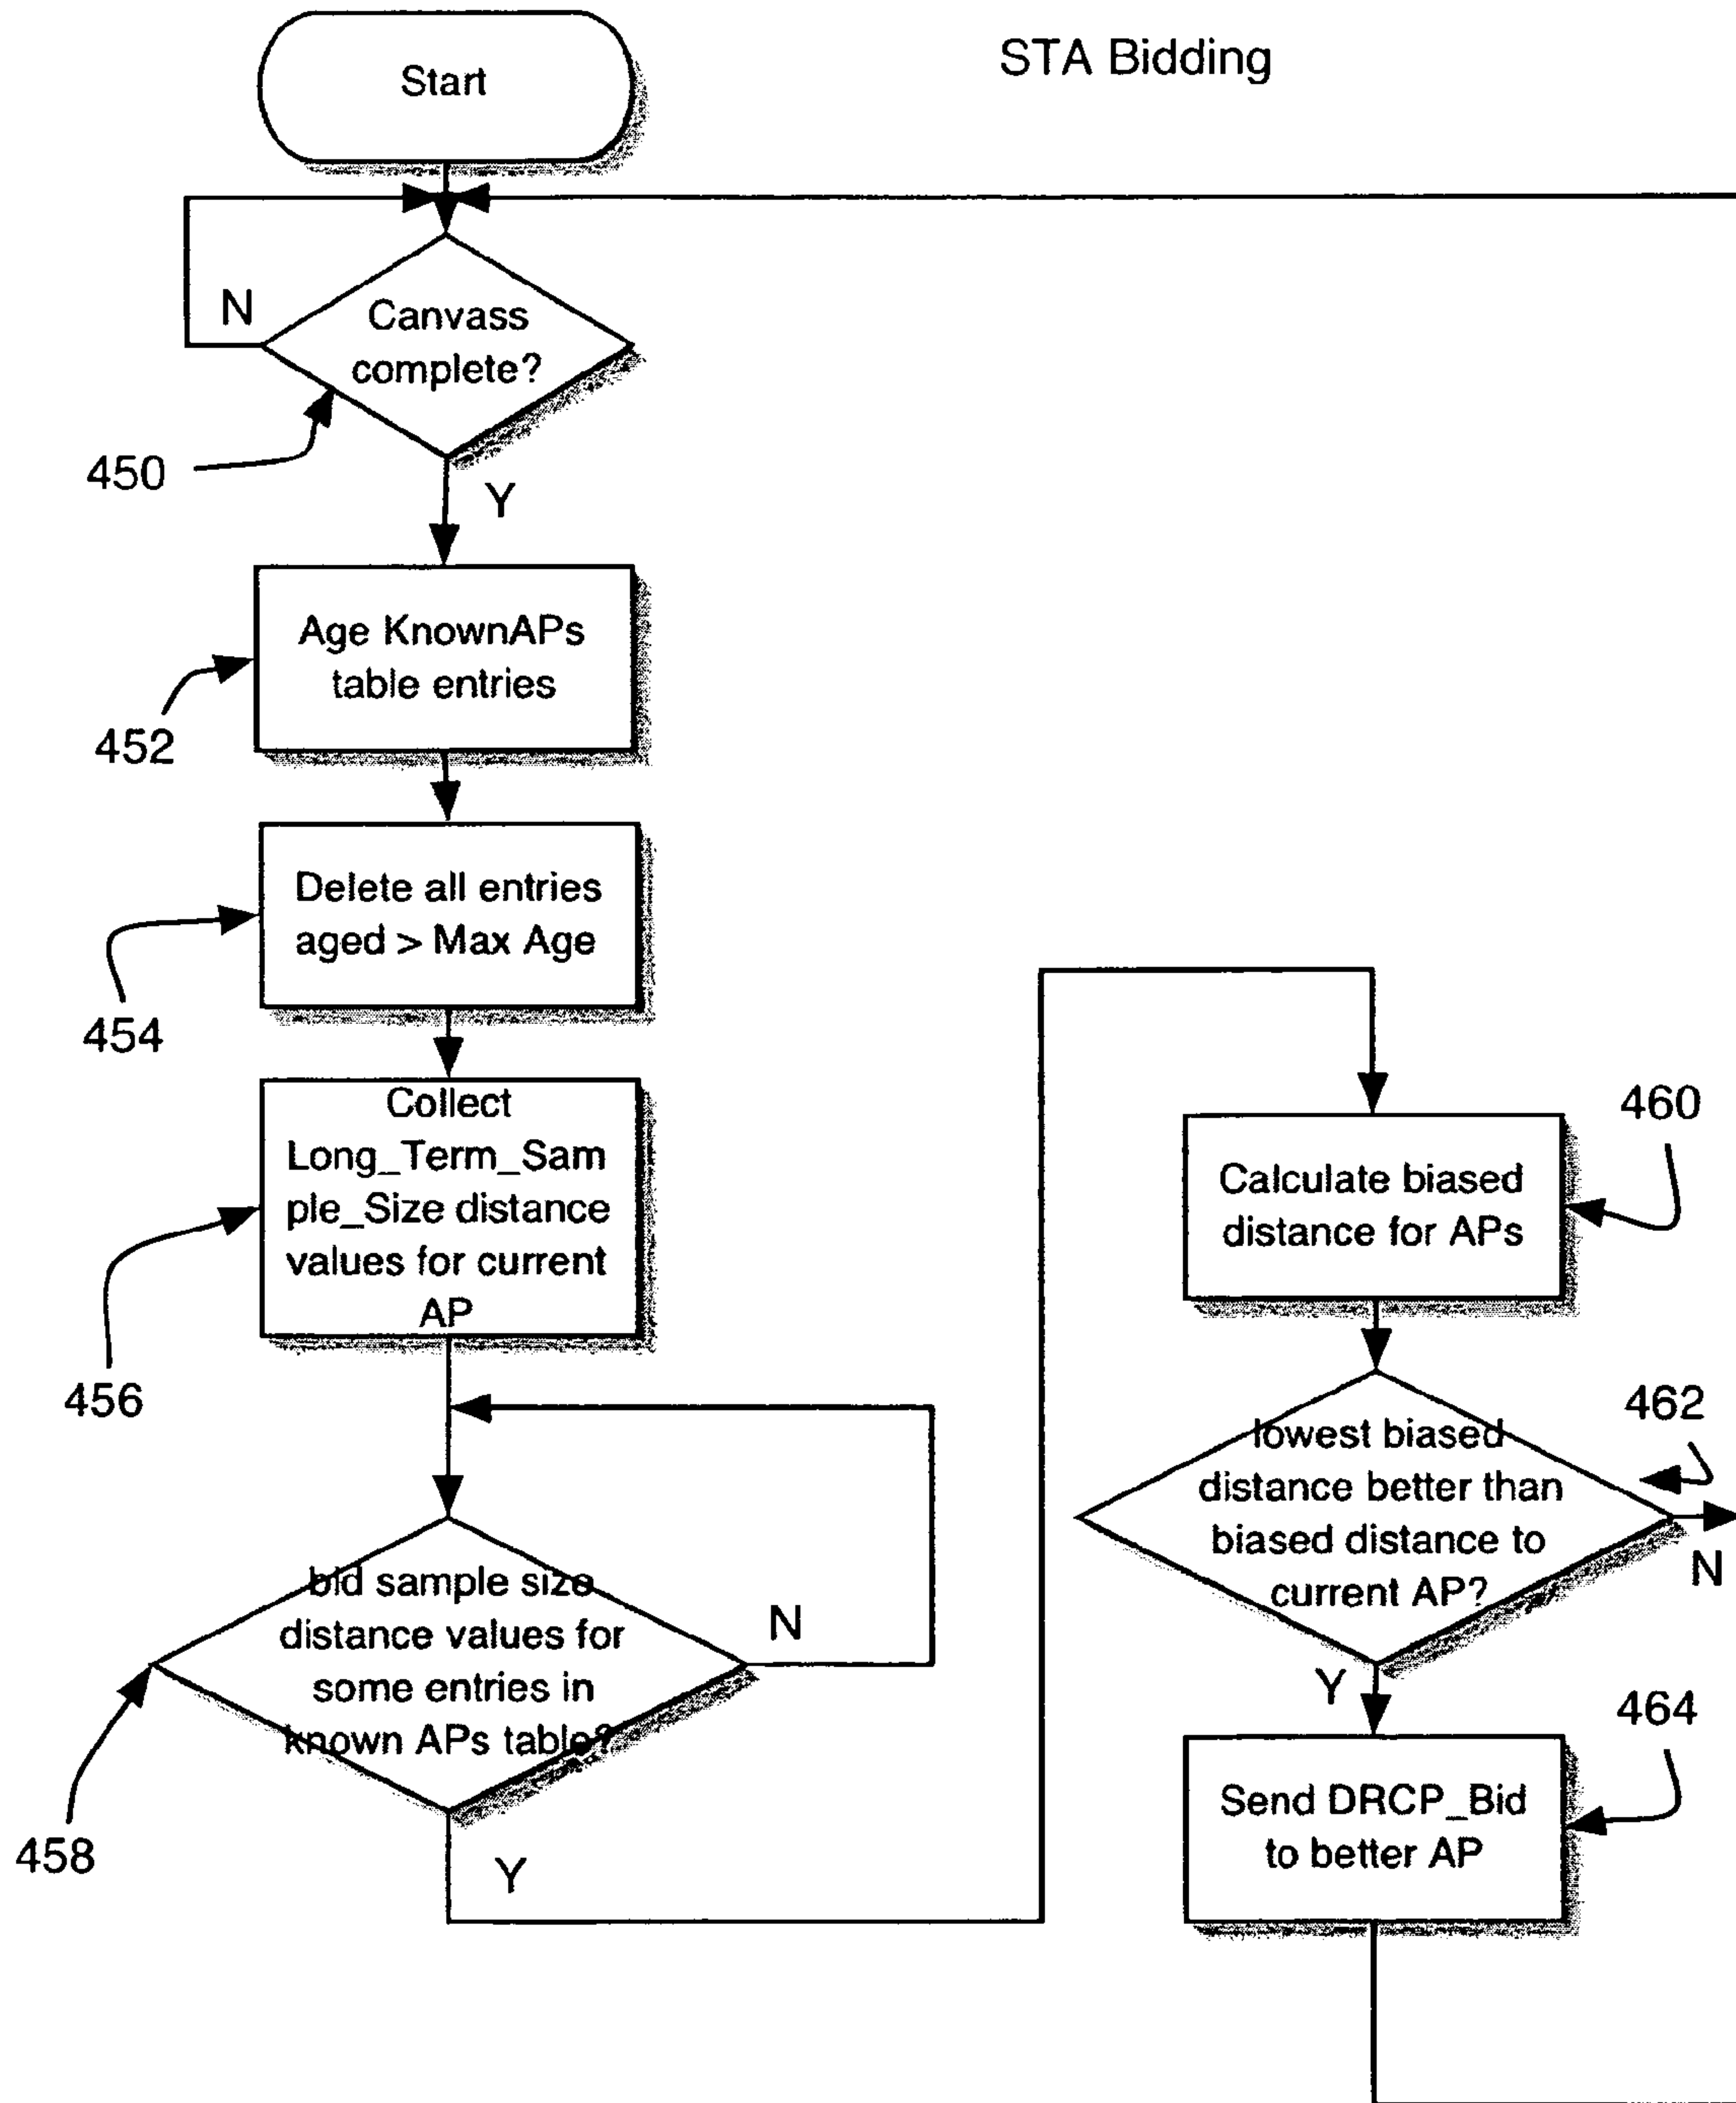 STA Bidding
Start
Canvass
complete?
N
450
Y
Age KnownAPs
table entries
452
Delete all entries
aged > Max Age
454
Collect
Long_Term_Sam
ple_Size distance
values for current
AP
456
bid sample size
distance values for
some entries in
known APs table?
N
458
Y
460
Calculate biased
distance for APs
462
lowest biased
distance better than
biased distance to
current AP?
N
Y
464
Send DRCP_Bid
to better AP